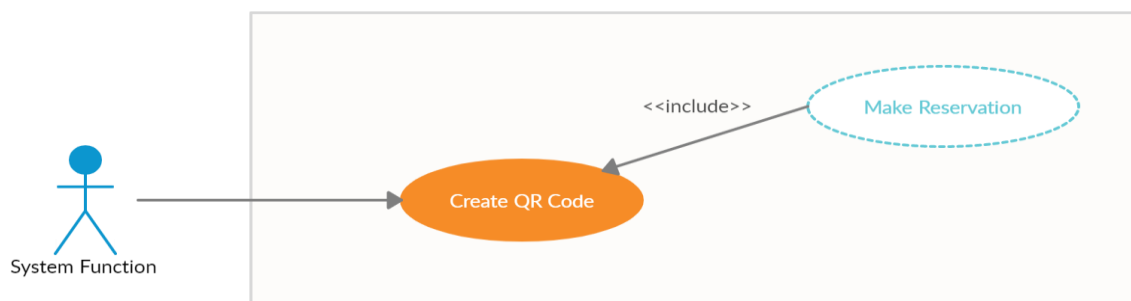 <<include>>
Make Reservation
Create QR Code
System Function